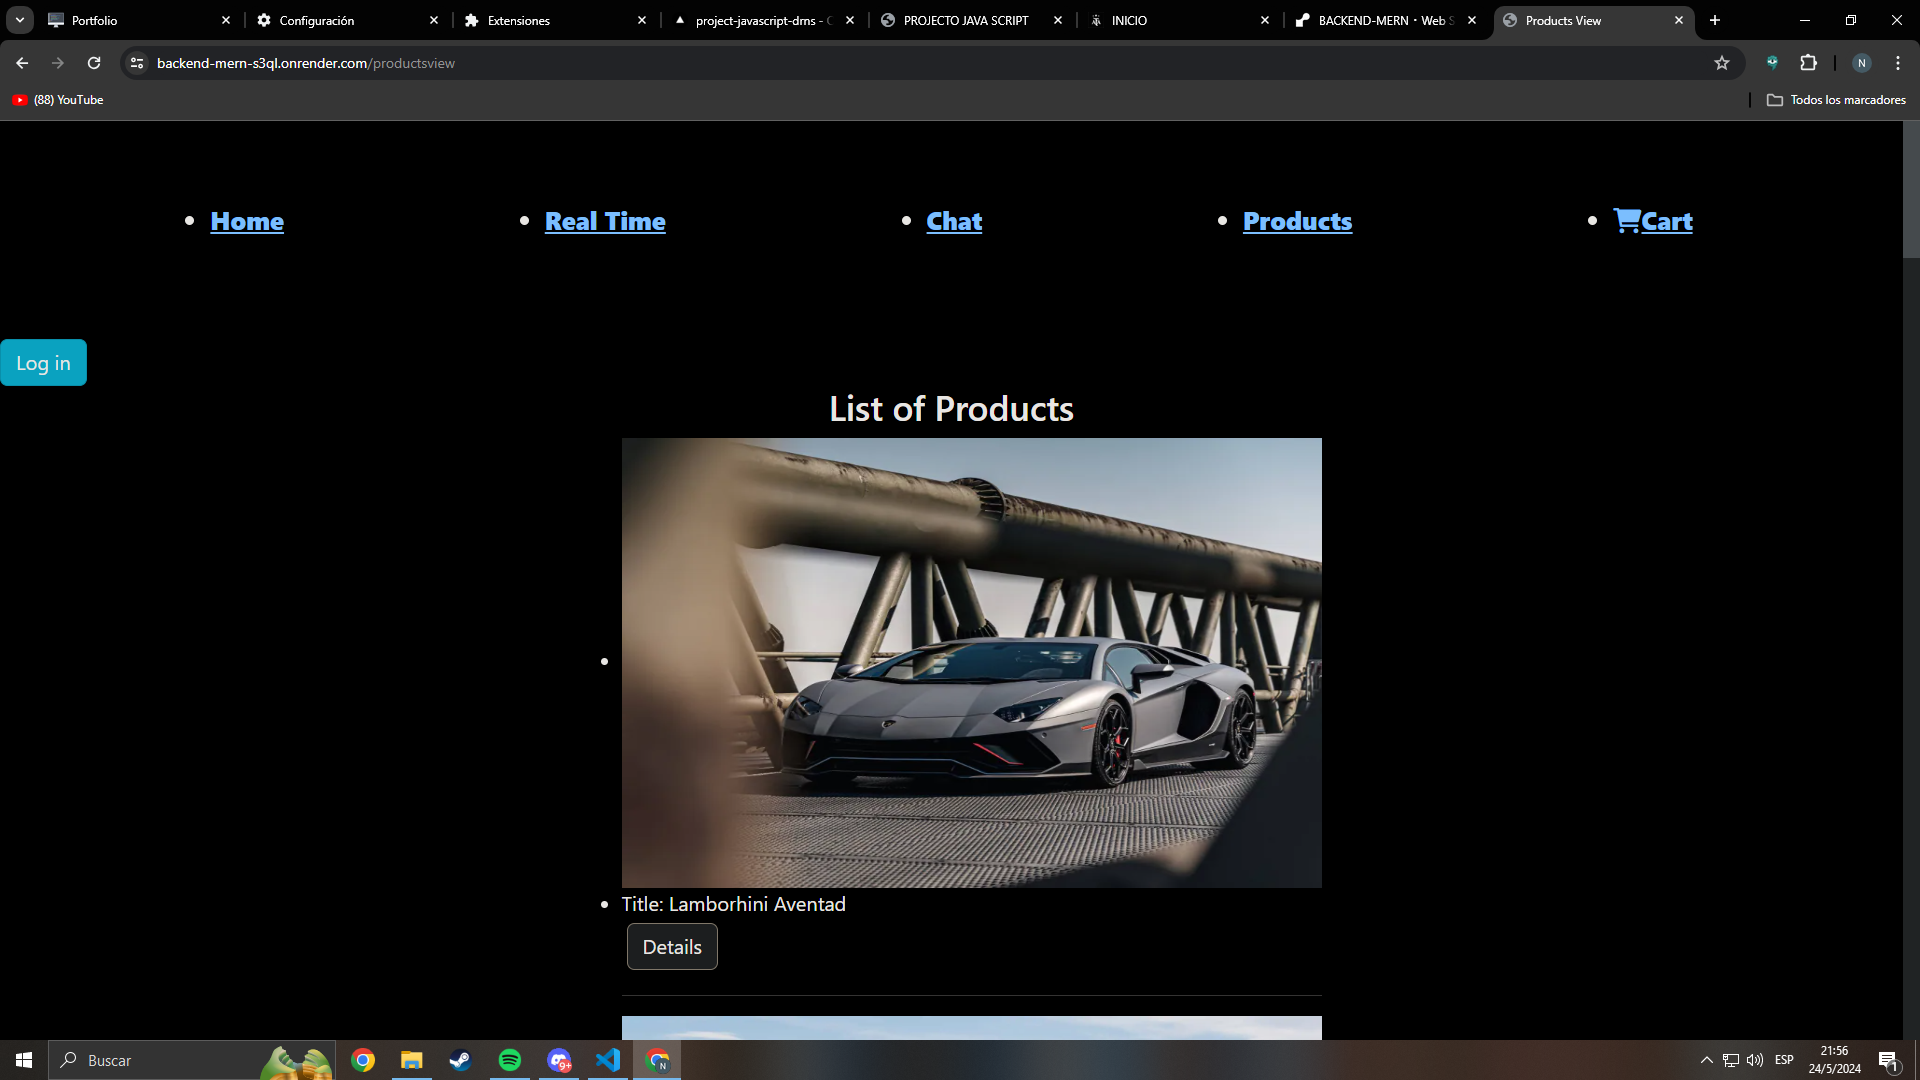 Portfolio
Configuración
Extensiones
project-javascript-dms - C
PROJECTO JAVA SCRIPT
INICIO
BACKEND-MERN · Web S
Products View
backend-mern-s3ql.onrender.com/productsview
N
(88) YouTube
Todos los marcadores
Home
Real Time
Chat
Products
Cart
Log in
List of Products
Title: Lamborhini Aventad
Details
Buscar
9+
N
ESP
21:56
24/5/2024
1